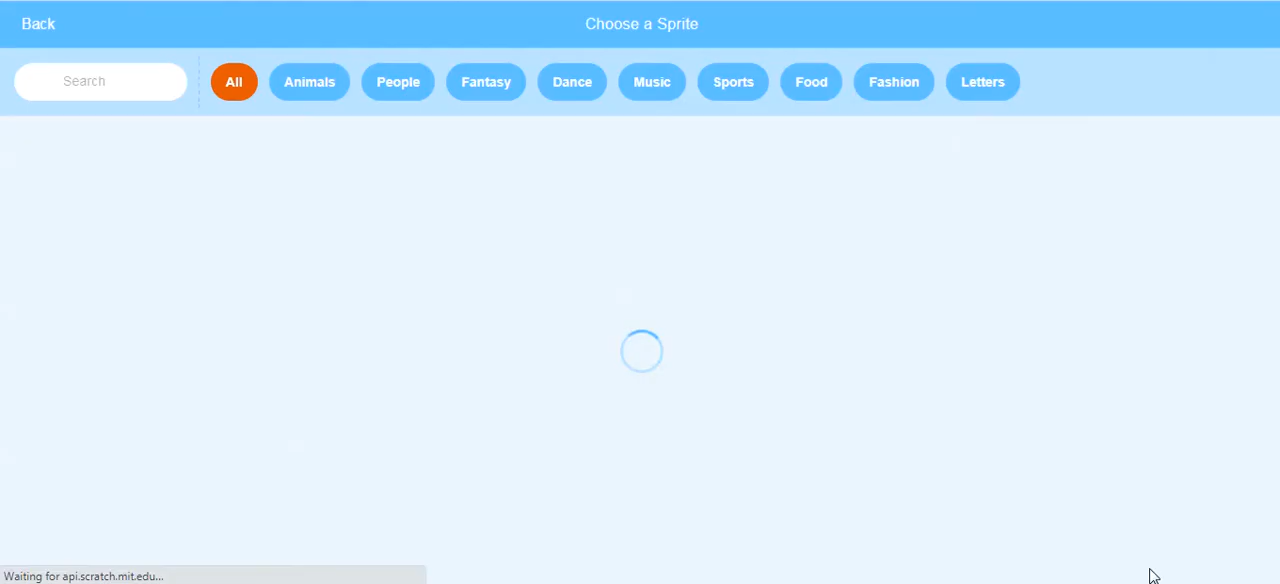 Back
Choose a Sprite
Search
All
Animals
People
Fantasy
Dance
Music
Sports
Food
Fashion
Letters
Waiting for api.scratch.mit.edu...